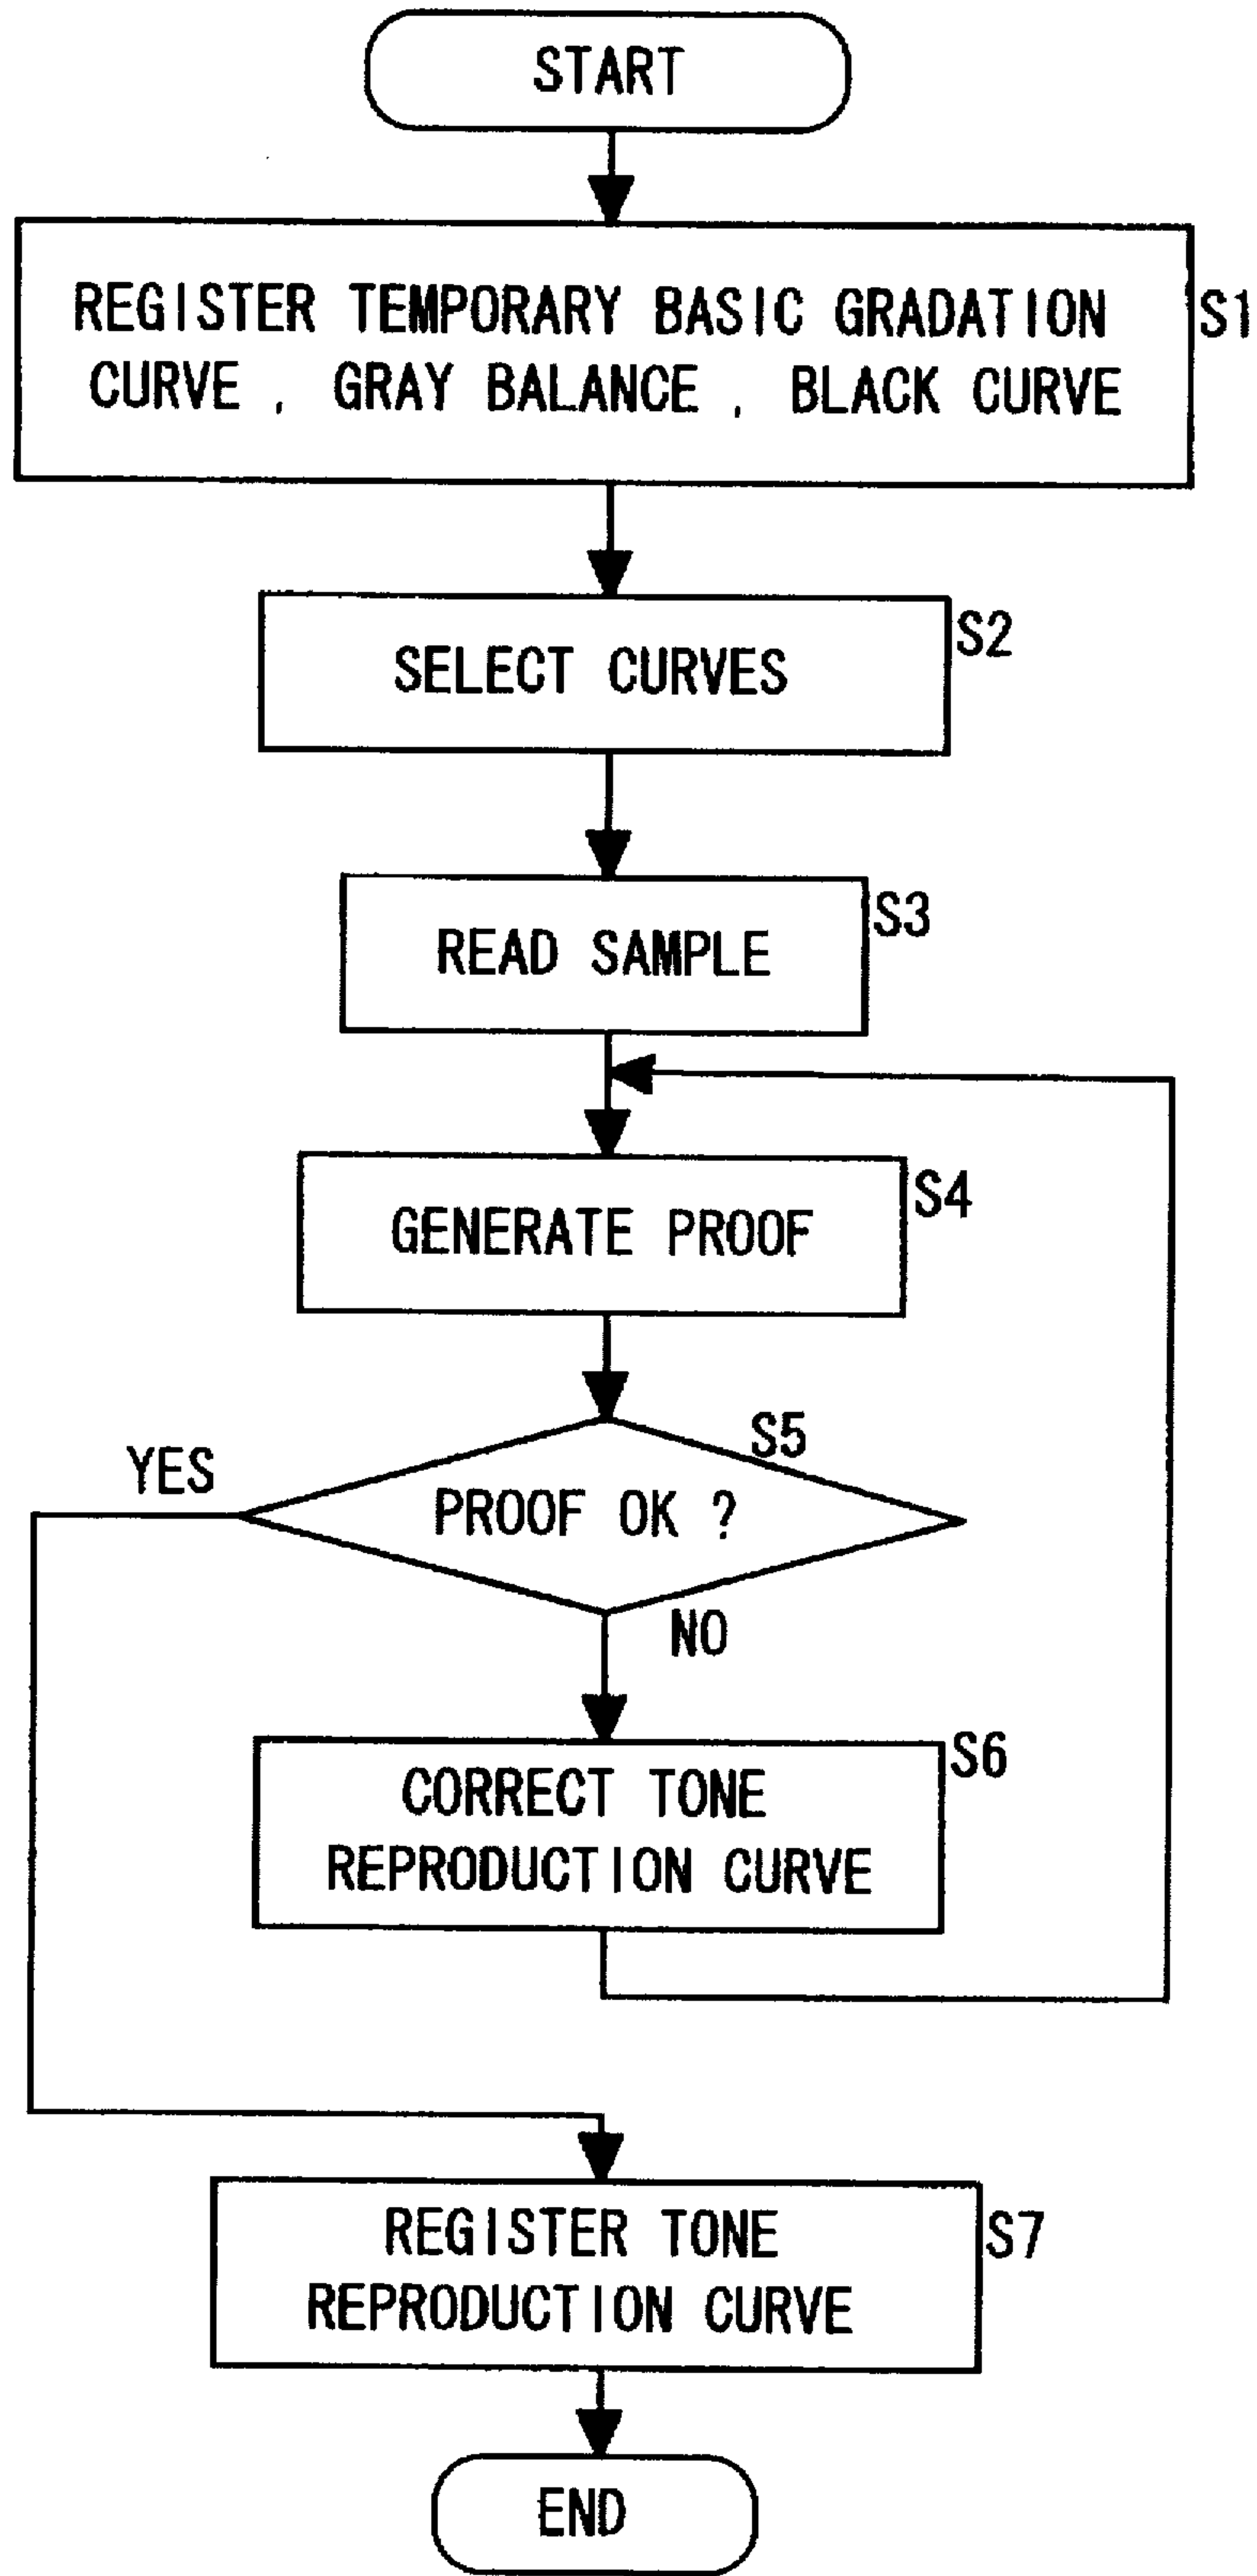 START
REGISTER TEMPORARY BASIC GRADATION
CURVE , GRAY BALANCE , BLACK CURVE
S1
SELECT CURVES
S2
READ SAMPLE
S3
GENERATE PROOF
S4
YES
PROOF OK ?
S5
NO
CORRECT TONE
REPRODUCTION CURVE
S6
REGISTER TONE
REPRODUCTION CURVE
S7
END